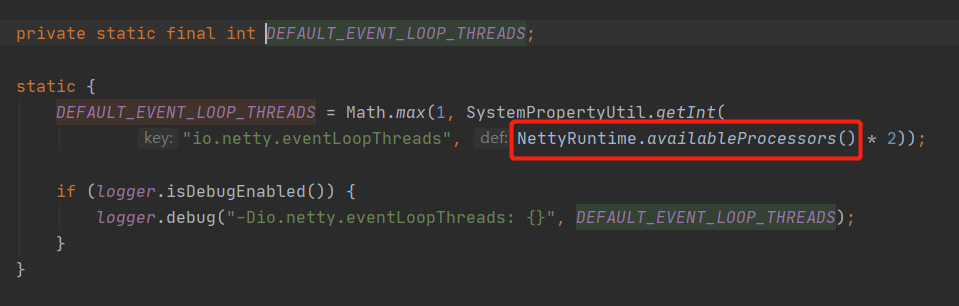 private static final int DEFAULT_EVENT_LOOP_THREADS;
static {
DEFAULT_EVENT_LOOP_THREADS = Math.max(1, SystemPropertyUtil.getInt(
key: "io.netty.eventLoopThreads", def: NettyRuntime.availableProcessors() * 2));
if (logger.isDebugEnabled()) {
logger.debug("-Dio.netty.eventLoopThreads: {}", DEFAULT_EVENT_LOOP_THREADS);
}
}